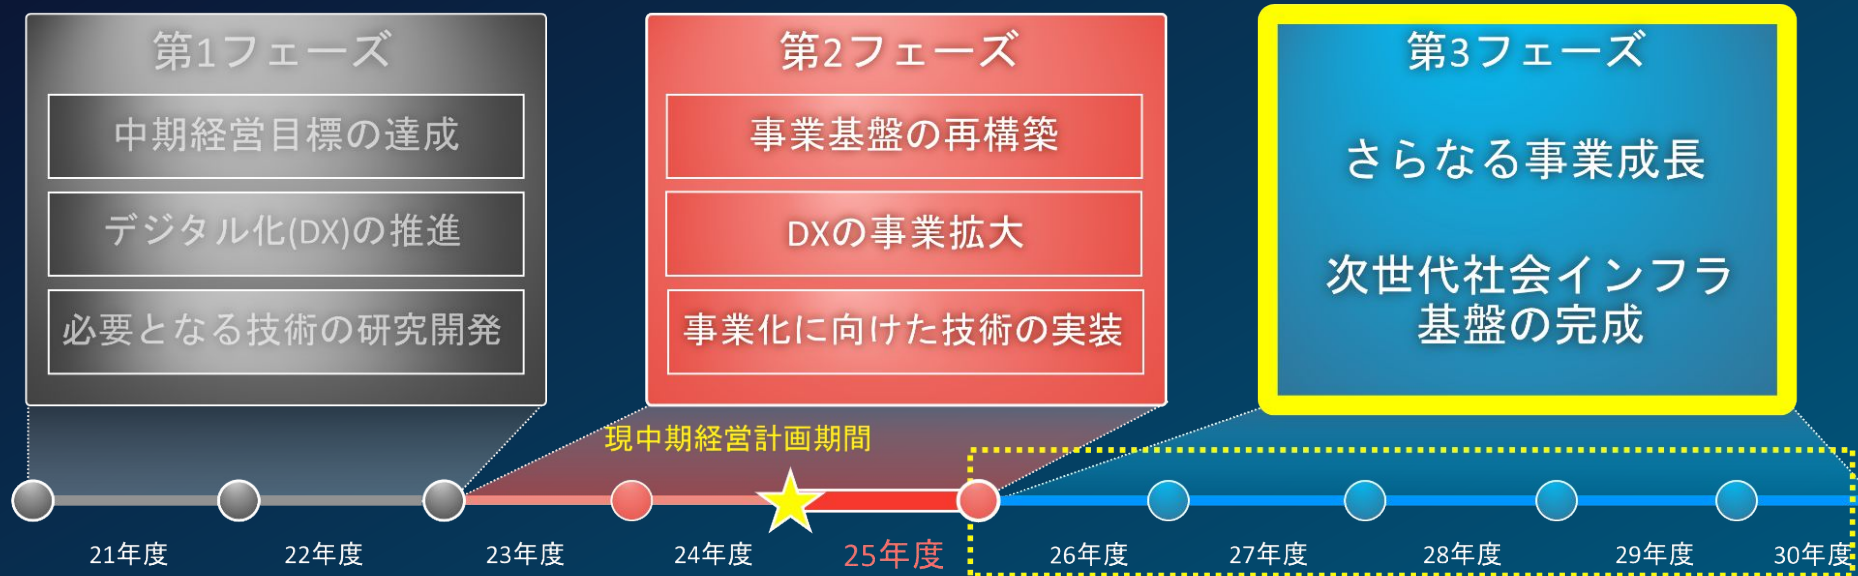 第1フェーズ
中期経営目標の達成
デジタル化(DX)の推進
必要となる技術の研究開発
第2フェーズ
事業基盤の再構築
DXの事業拡大
事業化に向けた技術の実装
第3フェーズ
さらなる事業成長
次世代社会インフラ
基盤の完成
現中期経営計画期間
21年度
22年度
23年度
24年度
25年度
26年度
27年度
28年度
29年度
30年度